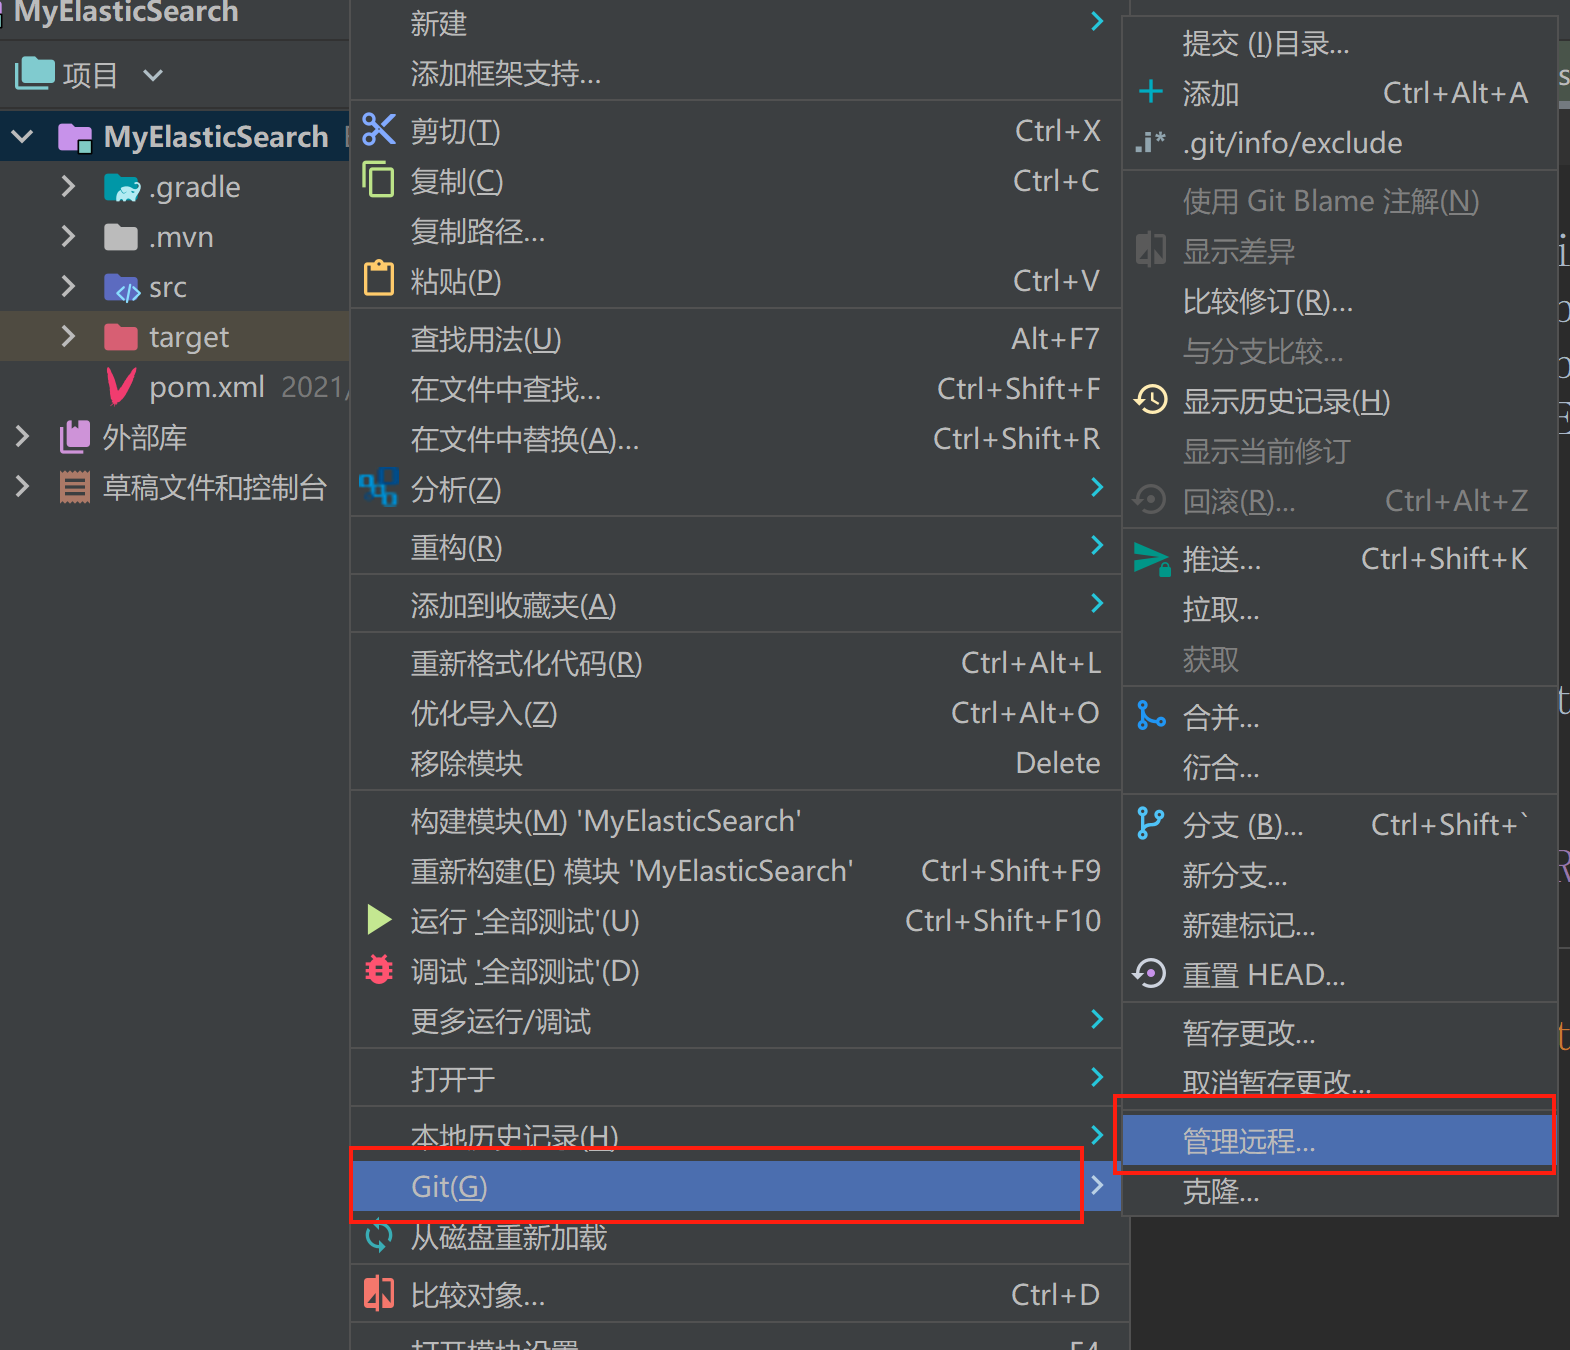 MyElasticSearch
项目
MyElasticSearch
.gradle
.mvn
src
target
pom.xml 2021/
外部库
草稿文件和控制台
新建
添加框架支持...
剪切(T) Ctrl+X
复制(C) Ctrl+C
复制路径...
粘贴(P) Ctrl+V
查找用法(U) Alt+F7
在文件中查找... Ctrl+Shift+F
在文件中替换(A)... Ctrl+Shift+R
分析(Z)
重构(R)
添加到收藏夹(A)
重新格式化代码(R) Ctrl+Alt+L
优化导入(Z) Ctrl+Alt+O
移除模块 Delete
构建模块(M) 'MyElasticSearch'
重新构建(E) 模块 'MyElasticSearch' Ctrl+Shift+F9
运行 '全部测试'(U) Ctrl+Shift+F10
调试 '全部测试'(D)
更多运行/调试
打开于
本地历史记录(H)
Git(G)
从磁盘重新加载
比较对象... Ctrl+D
打开模块设置 F4
提交 (I)目录...
添加 Ctrl+Alt+A
.git/info/exclude
使用 Git Blame 注解(N)
显示差异
比较修订(R)...
与分支比较...
显示历史记录(H)
显示当前修订
回滚(R)... Ctrl+Alt+Z
推送... Ctrl+Shift+K
拉取...
获取
合并...
衍合...
分支 (B)... Ctrl+Shift+`
新分支...
新建标记...
重置 HEAD...
暂存更改...
取消暂存更改...
管理远程...
克隆...